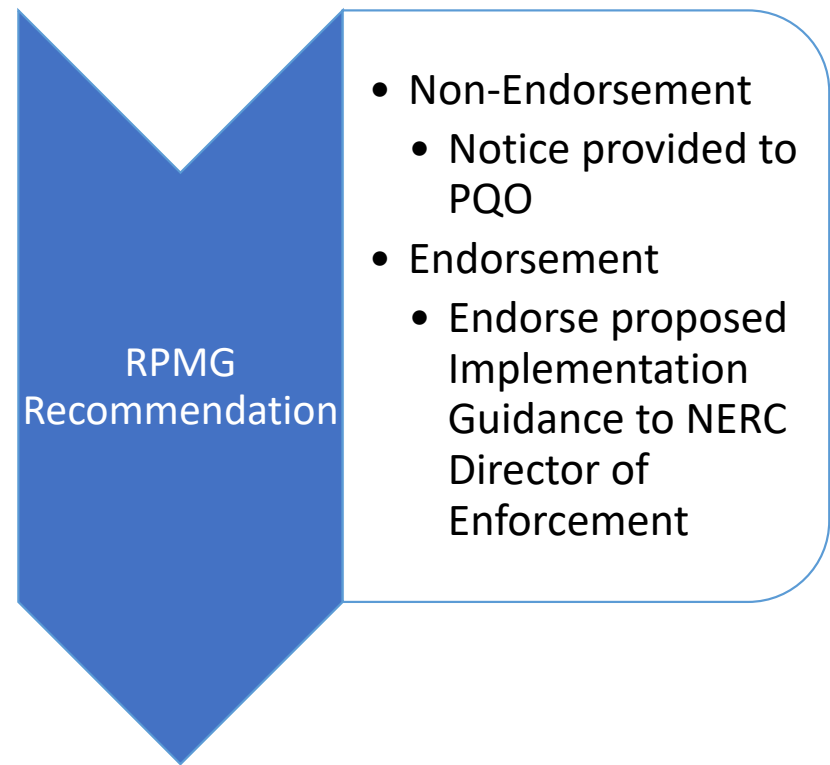 RPMG
Recommendation
• Non-Endorsement
• Notice provided to
PQO
• Endorsement
• Endorse proposed
Implementation
Guidance to NERC
Director of
Enforcement